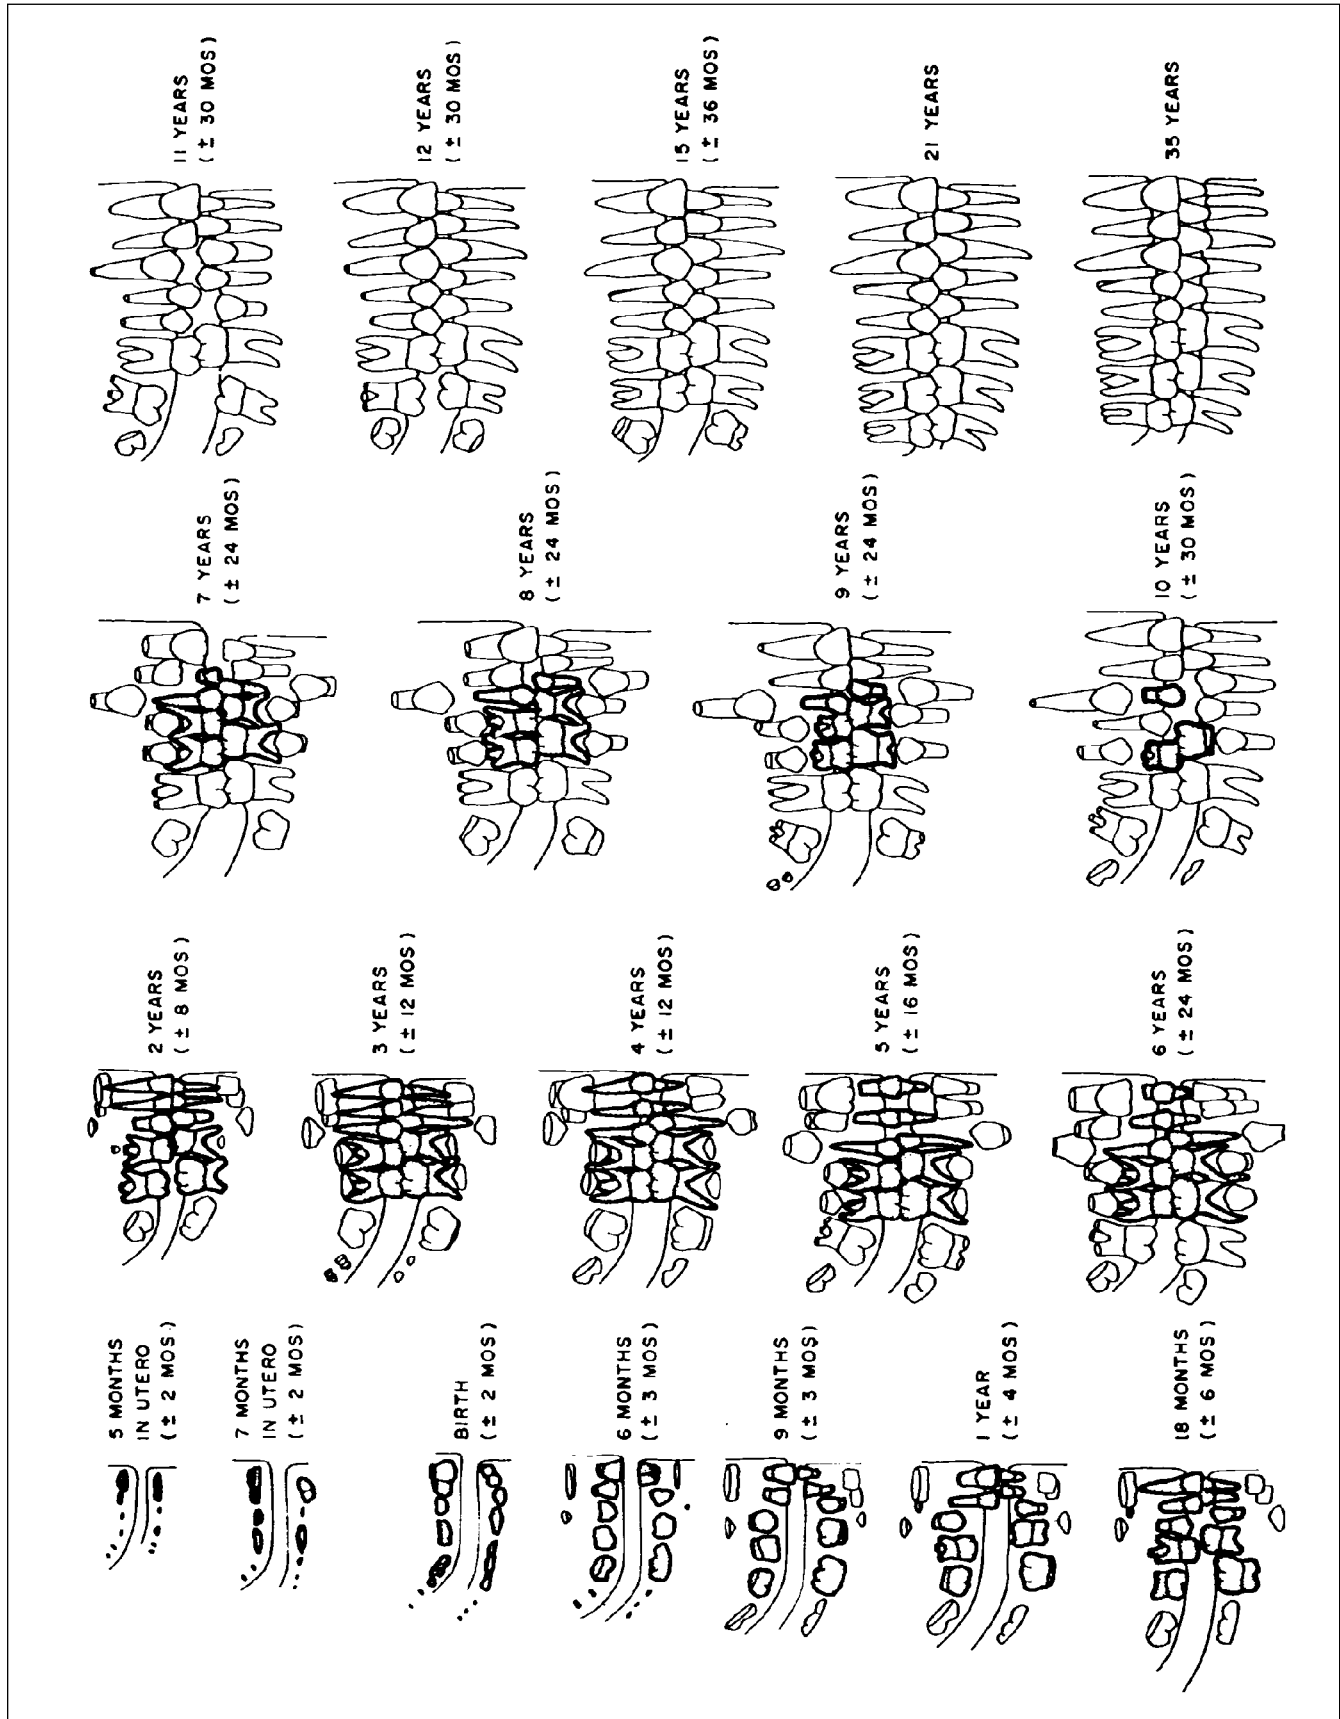 5 MONTHS
IN UTERO
(± 2 MOS.)
7 MONTHS
IN UTERO
(± 2 MOS)
BIRTH
(± 2 MOS)
6 MONTHS
(± 3 MOS)
9 MONTHS
(± 3 MOS)
1 YEAR
(± 4 MOS)
18 MONTHS
(± 6 MOS)
2 YEARS
(± 8 MOS)
3 YEARS
(± 12 MOS)
4 YEARS
(± 12 MOS)
5 YEARS
(± 16 MOS)
6 YEARS
(± 24 MOS)
7 YEARS
(± 24 MOS)
8 YEARS
(± 24 MOS)
9 YEARS
(± 24 MOS)
10 YEARS
(± 30 MOS)
11 YEARS
(± 30 MOS)
12 YEARS
(± 30 MOS)
15 YEARS
(± 36 MOS)
21 YEARS
35 YEARS